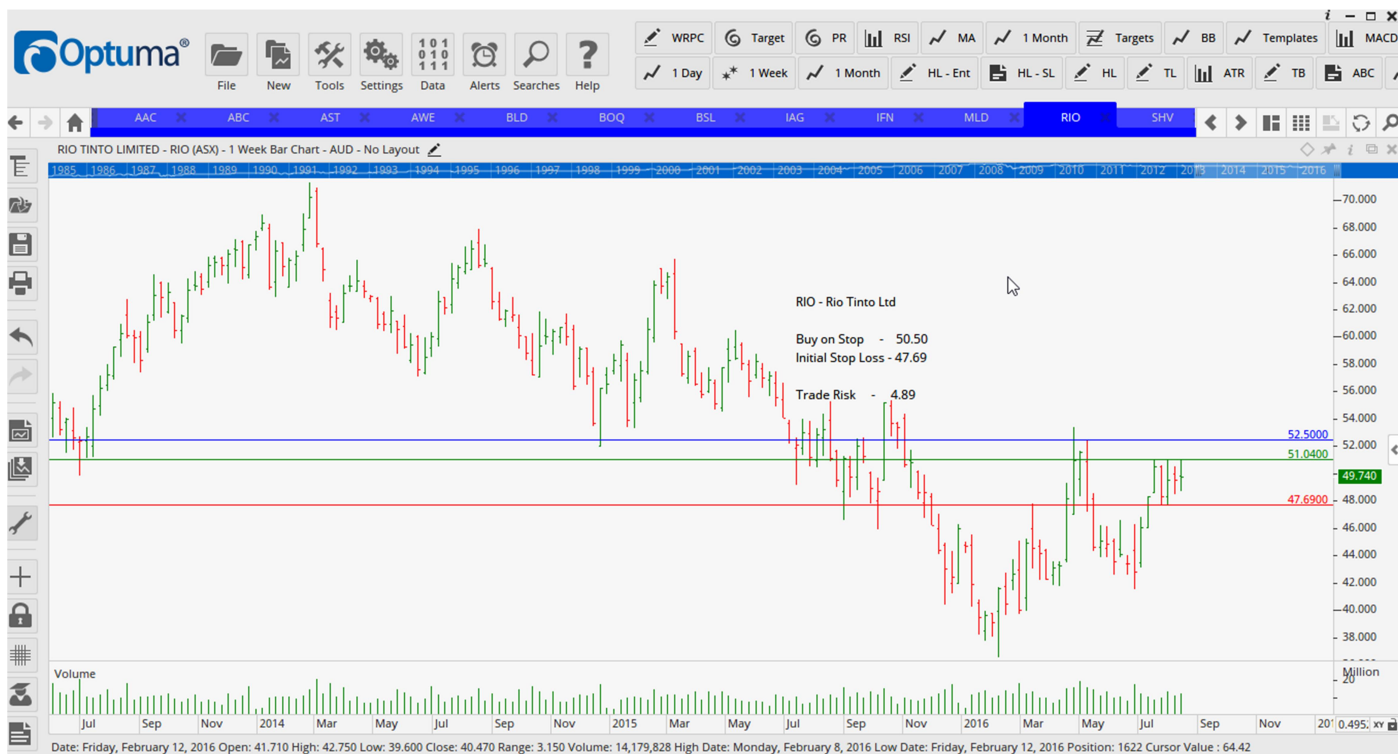 i
Optuma®
File New Tools Settings Data Alerts Searches Help
101
010
111
WRPC Target PR RSI MA 1 Month Targets BB Templates MACD
1 Day 1 Week 1 Month HL - Ent HL - SL HL TL ATR TB ABC
AAC ABC AST AWE BLD BOQ BSL IAG IFN MLD RIO SHV
RIO TINTO LIMITED - RIO (ASX) - 1 Week Bar Chart - AUD - No Layout
1985 1986 1987 1988 1989 1990 1991 1992 1993 1994 1995 1996 1997 1998 1999 2000 2001 2002 2003 2004 2005 2006 2007 2008 2009 2010 2011 2012 2013 2014 2015 2016
70.000
68.000
66.000
64.000
RIO - Rio Tinto Ltd
62.000
60.000
Buy on Stop - 50.50
Initial Stop Loss - 47.69
58.000
56.000
Trade Risk - 4.89
54.000
52.5000
52.000
51.0400
49.740
47.6900
48.000
46.000
44.000
42.000
40.000
38.000
Volume
Million
20
Jul Sep Nov 2014 Mar May Jul Sep Nov 2015 Mar May Jul Sep Nov 2016 Mar May Jul Sep Nov 201 0.495 XY
Date: Friday, February 12, 2016 Open: 41.710 High: 42.750 Low: 39.600 Close: 40.470 Range: 3.150 Volume: 14,179,828 High Date: Monday, February 8, 2016 Low Date: Friday, February 12, 2016 Position: 1622 Cursor Value : 64.42